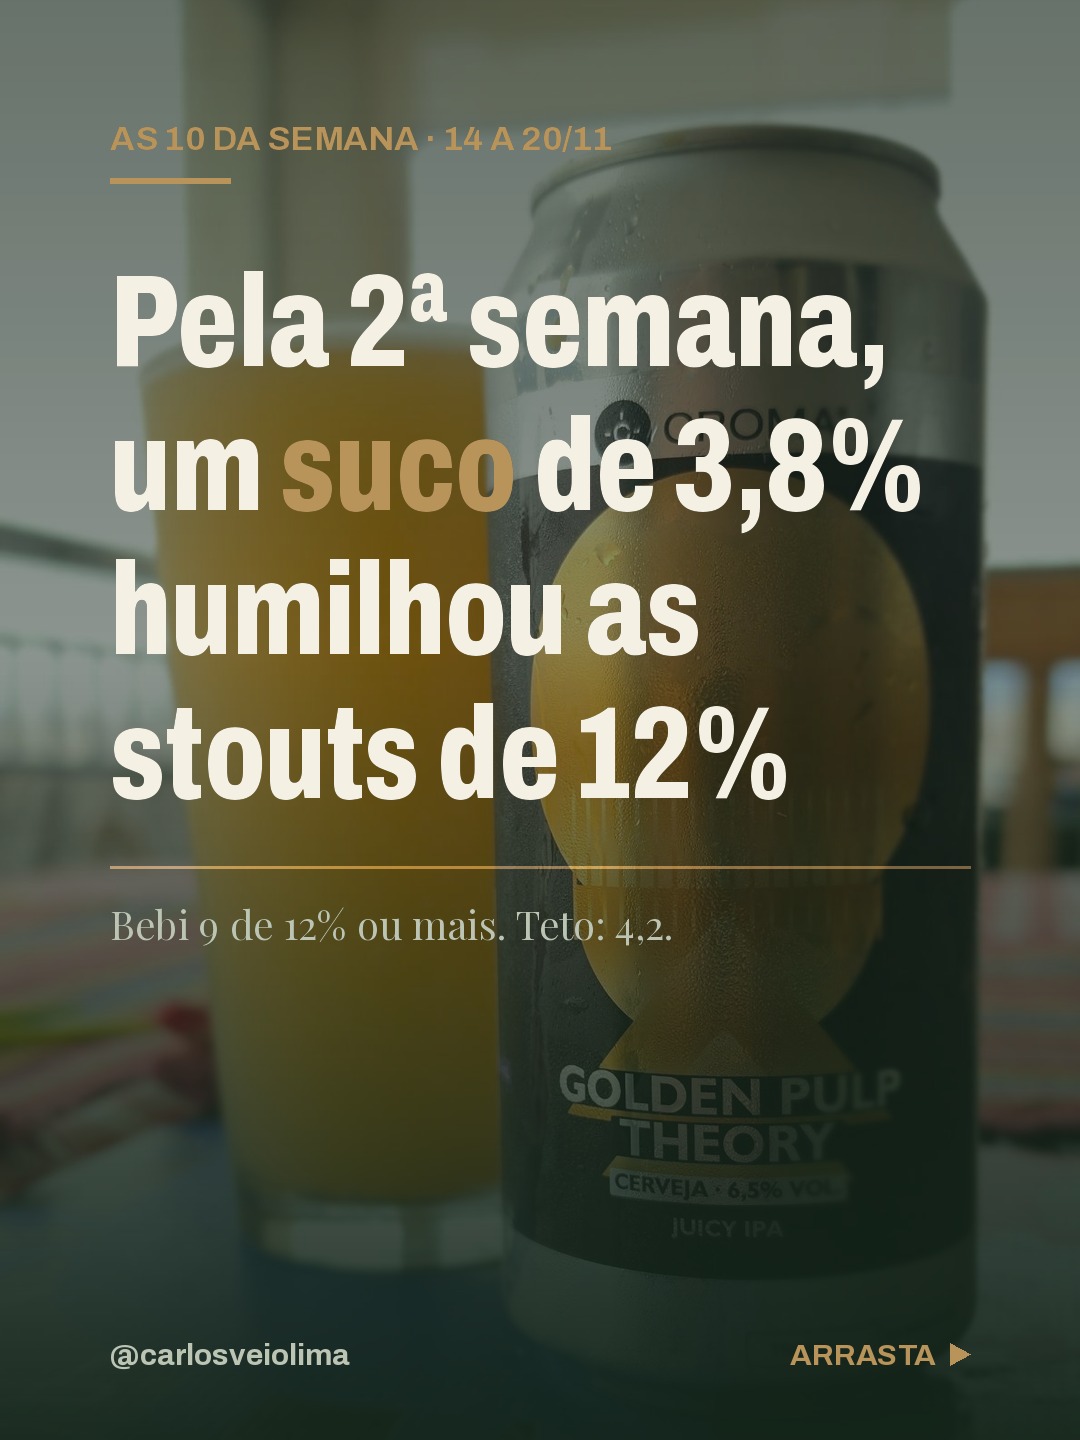 AS 10 DA SEMANA · 14 A 20/11
Pela 2ª semana,
um suco de 3,8%
humilhou as
stouts de 12%
Bebi 9 de 12% ou mais. Teto: 4,2.
GOLDEN PULP
THEORY
CERVEJA · 6,5% VOL.
JUICY IPA
@carlosveiolima
ARRASTA